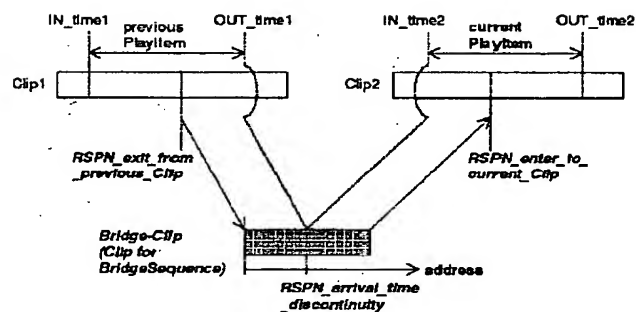 IN_time1
previous
PlayItem
OUT_time1
IN_time2
current
PlayItem
OUT_time2
Clip1
Clip2
RSPN_exit_from
_previous_Clip
RSPN_enter_to_
current_Clip
Bridge-Clip
(Clip for
BridgeSequence)
address
RSPN_arrival_time
_discontinuity